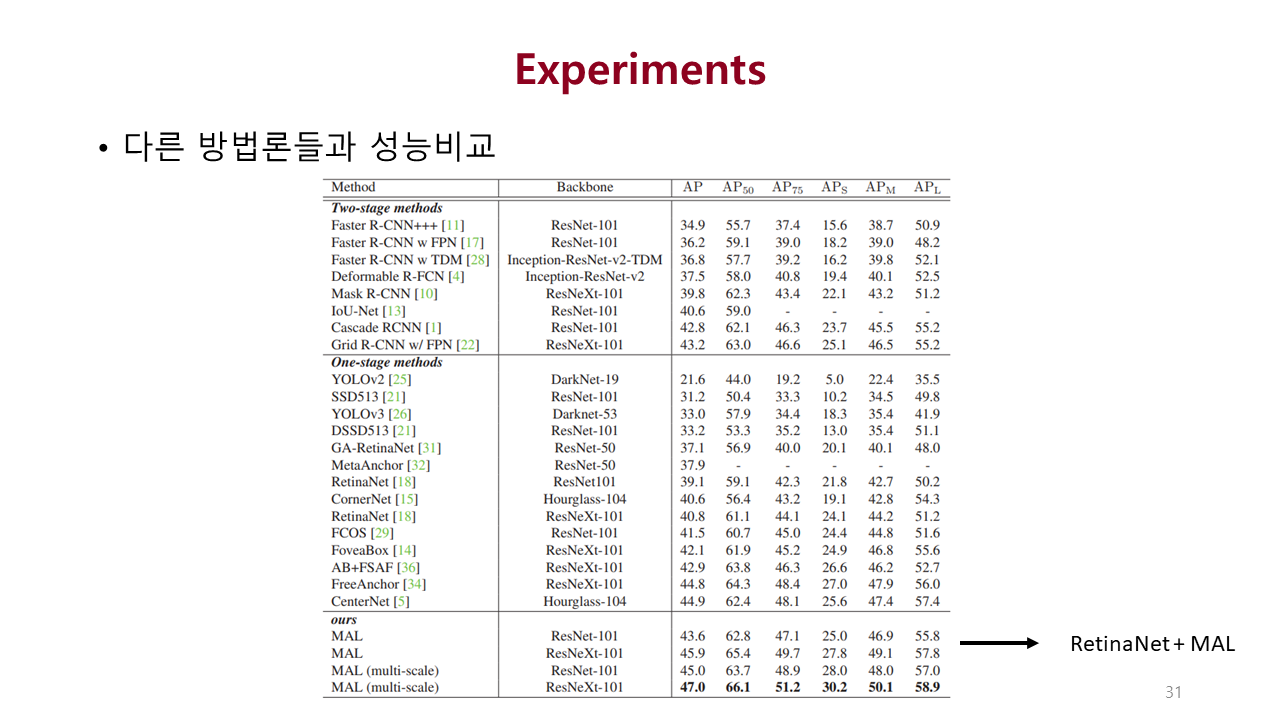 Experiments
• 다른 방법론들과 성능비교
Method Backbone AP AP50 AP75 APS APM APL
Two-stage methods
Faster R-CNN+++ [11] ResNet-101 34.9 55.7 37.4 15.6 38.7 50.9
Faster R-CNN w FPN [17] ResNet-101 36.2 59.1 39.0 18.2 39.0 48.2
Faster R-CNN w TDM [28] Inception-ResNet-v2-TDM 36.8 57.7 39.2 16.2 39.8 52.1
Deformable R-FCN [4] Inception-ResNet-v2 37.5 58.0 40.8 19.4 40.1 52.5
Mask R-CNN [10] ResNeXt-101 39.8 62.3 43.4 22.1 43.2 51.2
IoU-Net [13] ResNet-101 40.6 59.0 - - - -
Cascade RCNN [1] ResNet-101 42.8 62.1 46.3 23.7 45.5 55.2
Grid R-CNN w/ FPN [22] ResNeXt-101 43.2 63.0 46.6 25.1 46.5 55.2
One-stage methods
YOLOv2 [25] DarkNet-19 21.6 44.0 19.2 5.0 22.4 35.5
SSD513 [21] ResNet-101 31.2 50.4 33.3 10.2 34.5 49.8
YOLOv3 [26] Darknet-53 33.0 57.9 34.4 18.3 35.4 41.9
DSSD513 [21] ResNet-101 33.2 53.3 35.2 13.0 35.4 51.1
GA-RetinaNet [31] ResNet-50 37.1 56.9 40.0 20.1 40.1 48.0
MetaAnchor [32] ResNet-50 37.9 - - - - -
RetinaNet [18] ResNet101 39.1 59.1 42.3 21.8 42.7 50.2
CornerNet [15] Hourglass-104 40.6 56.4 43.2 19.1 42.8 54.3
RetinaNet [18] ResNeXt-101 40.8 61.1 44.1 24.1 44.2 51.2
FCOS [29] ResNet-101 41.5 60.7 45.0 24.4 44.8 51.6
FoveaBox [14] ResNeXt-101 42.1 61.9 45.2 24.9 46.8 55.6
AB+FSAF [36] ResNeXt-101 42.9 63.8 46.3 26.6 46.2 52.7
FreeAnchor [34] ResNeXt-101 44.8 64.3 48.4 27.0 47.9 56.0
CenterNet [5] Hourglass-104 44.9 62.4 48.1 25.6 47.4 57.4
ours
MAL ResNet-101 43.6 62.8 47.1 25.0 46.9 55.8
MAL ResNeXt-101 45.9 65.4 49.7 27.8 49.1 57.8
MAL (multi-scale) ResNet-101 45.0 63.7 48.9 28.0 48.0 57.0
MAL (multi-scale) ResNeXt-101 47.0 66.1 51.2 30.2 50.1 58.9
RetinaNet + MAL
31